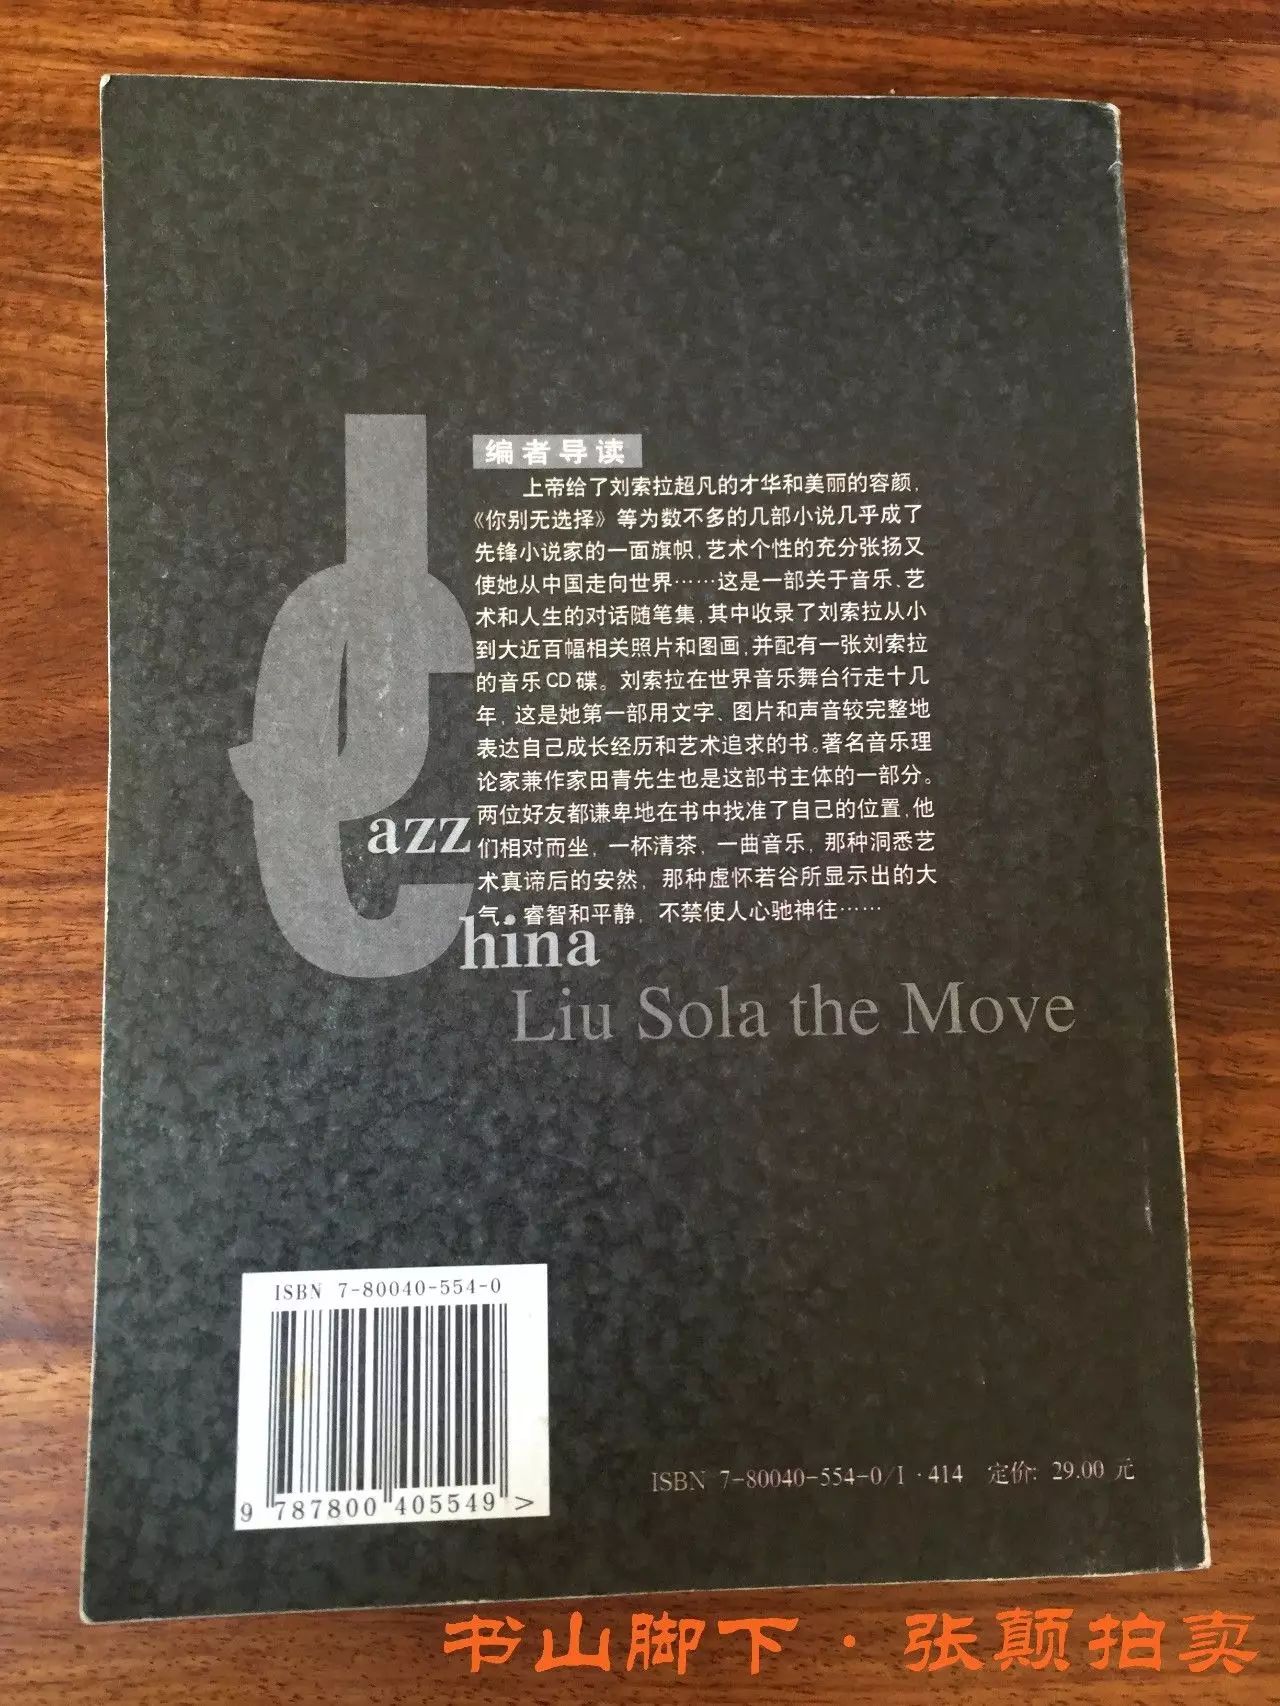 编者导读
上帝给了刘索拉超凡的才华和美丽的容颜,
《你别无选择》等为数不多的几部小说几乎成了
先锋小说家的一面旗帜,艺术个性的充分张扬又
使她从中国走向世界……这是一部关于音乐、艺
术和人生的对话随笔集,其中收录了刘索拉从小
到大近百幅相关照片和图画,并配有一张刘索拉
的音乐CD碟。刘索拉在世界音乐舞台行走十几
年,这是她第一部用文字、图片和声音较完整地
表达自己成长经历和艺术追求的书。著名音乐理
论家兼作家田青先生也是这部书主体的一部分。
两位好友都谦卑地在书中找准了自己的位置,他
们相对而坐,一杯清茶,一曲音乐,那种洞悉艺
术真谛后的安然,那种虚怀若谷所显示出的大
气、睿智和平静,不禁使人心驰神往……
Jazz
China
Liu Sola the Move
ISBN 7-80040-554-0
9 787800 405549 >
ISBN 7-80040-554-0/I·414 定价: 29.00 元
书山脚下·张颠拍卖